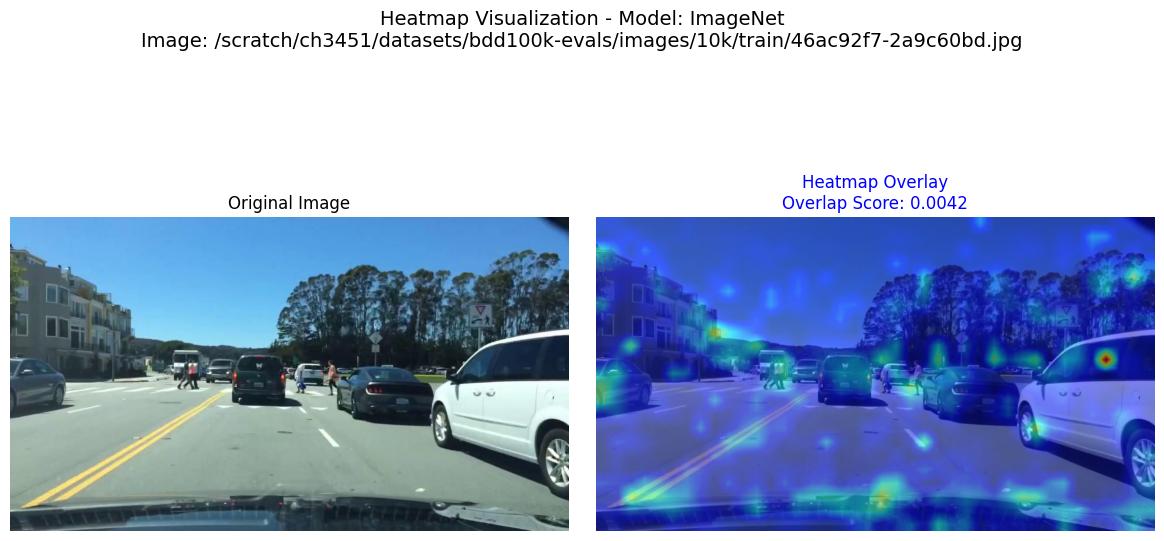 Heatmap Visualization - Model: ImageNet
Image: /scratch/ch3451/datasets/bdd100k-evals/images/10k/train/46ac92f7-2a9c60bd.jpg
Original Image
Heatmap Overlay
Overlap Score: 0.0042